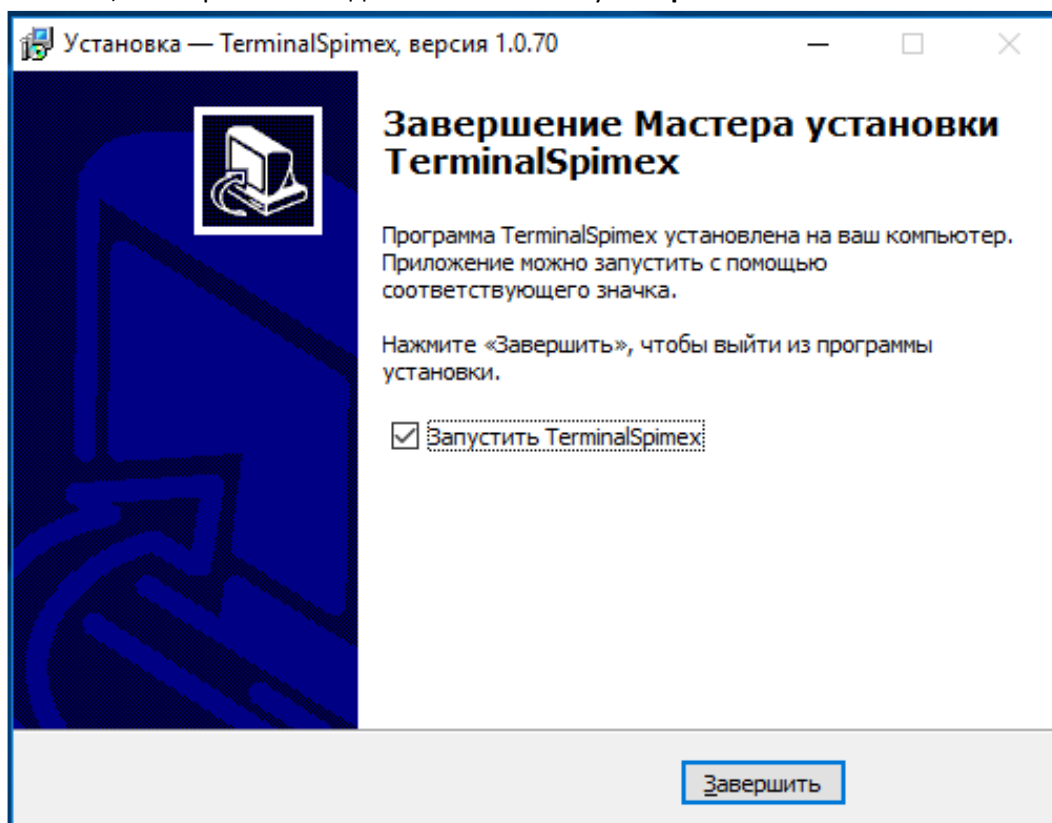 Установка — TerminalSpimex, версия 1.0.70
Завершение Мастера установки
TerminalSpimex
Программа TerminalSpimex установлена на ваш компьютер.
Приложение можно запустить с помощью
соответствующего значка.
Нажмите «Завершить», чтобы выйти из программы
установки.
Запустить TerminalSpimex
Завершить